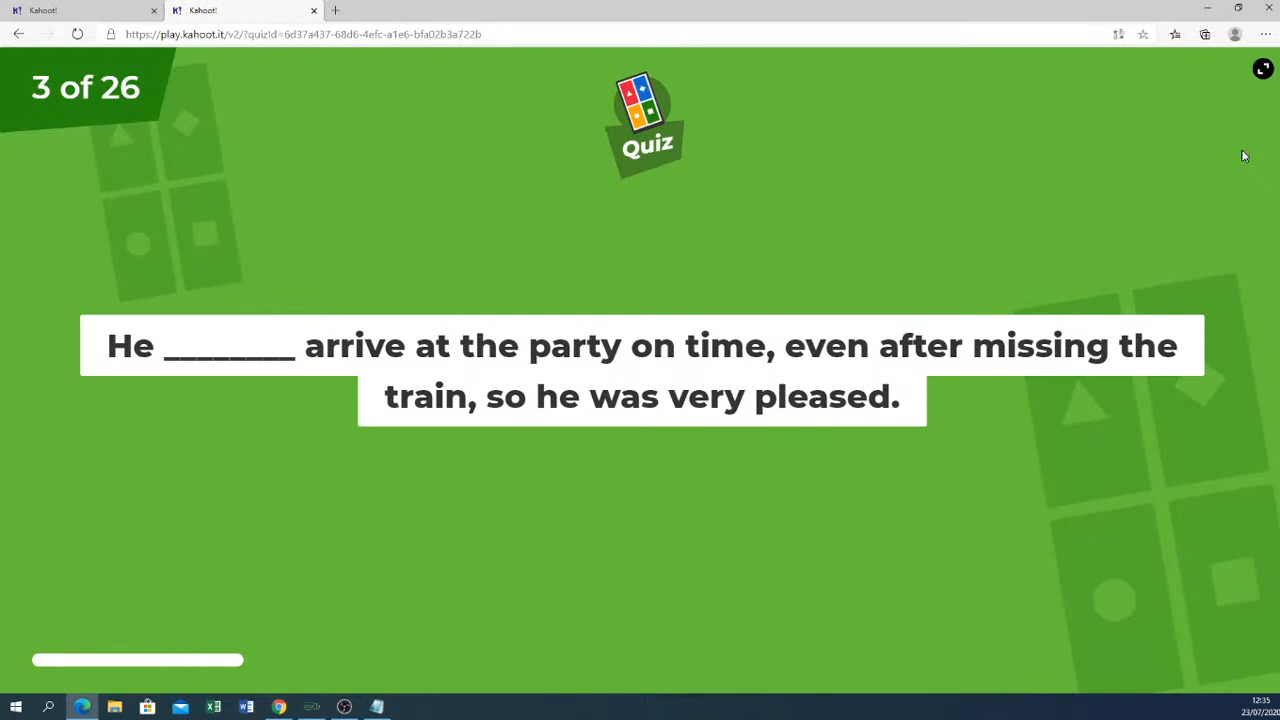 Kahoot!
Kahoot!
https://play.kahoot.it/v2/?quizId=6d37a437-68d6-4efc-a1e6-bfa02b3a722b
3 of 26
Quiz
He ________ arrive at the party on time, even after missing the
train, so he was very pleased.
12:35
23/07/2020